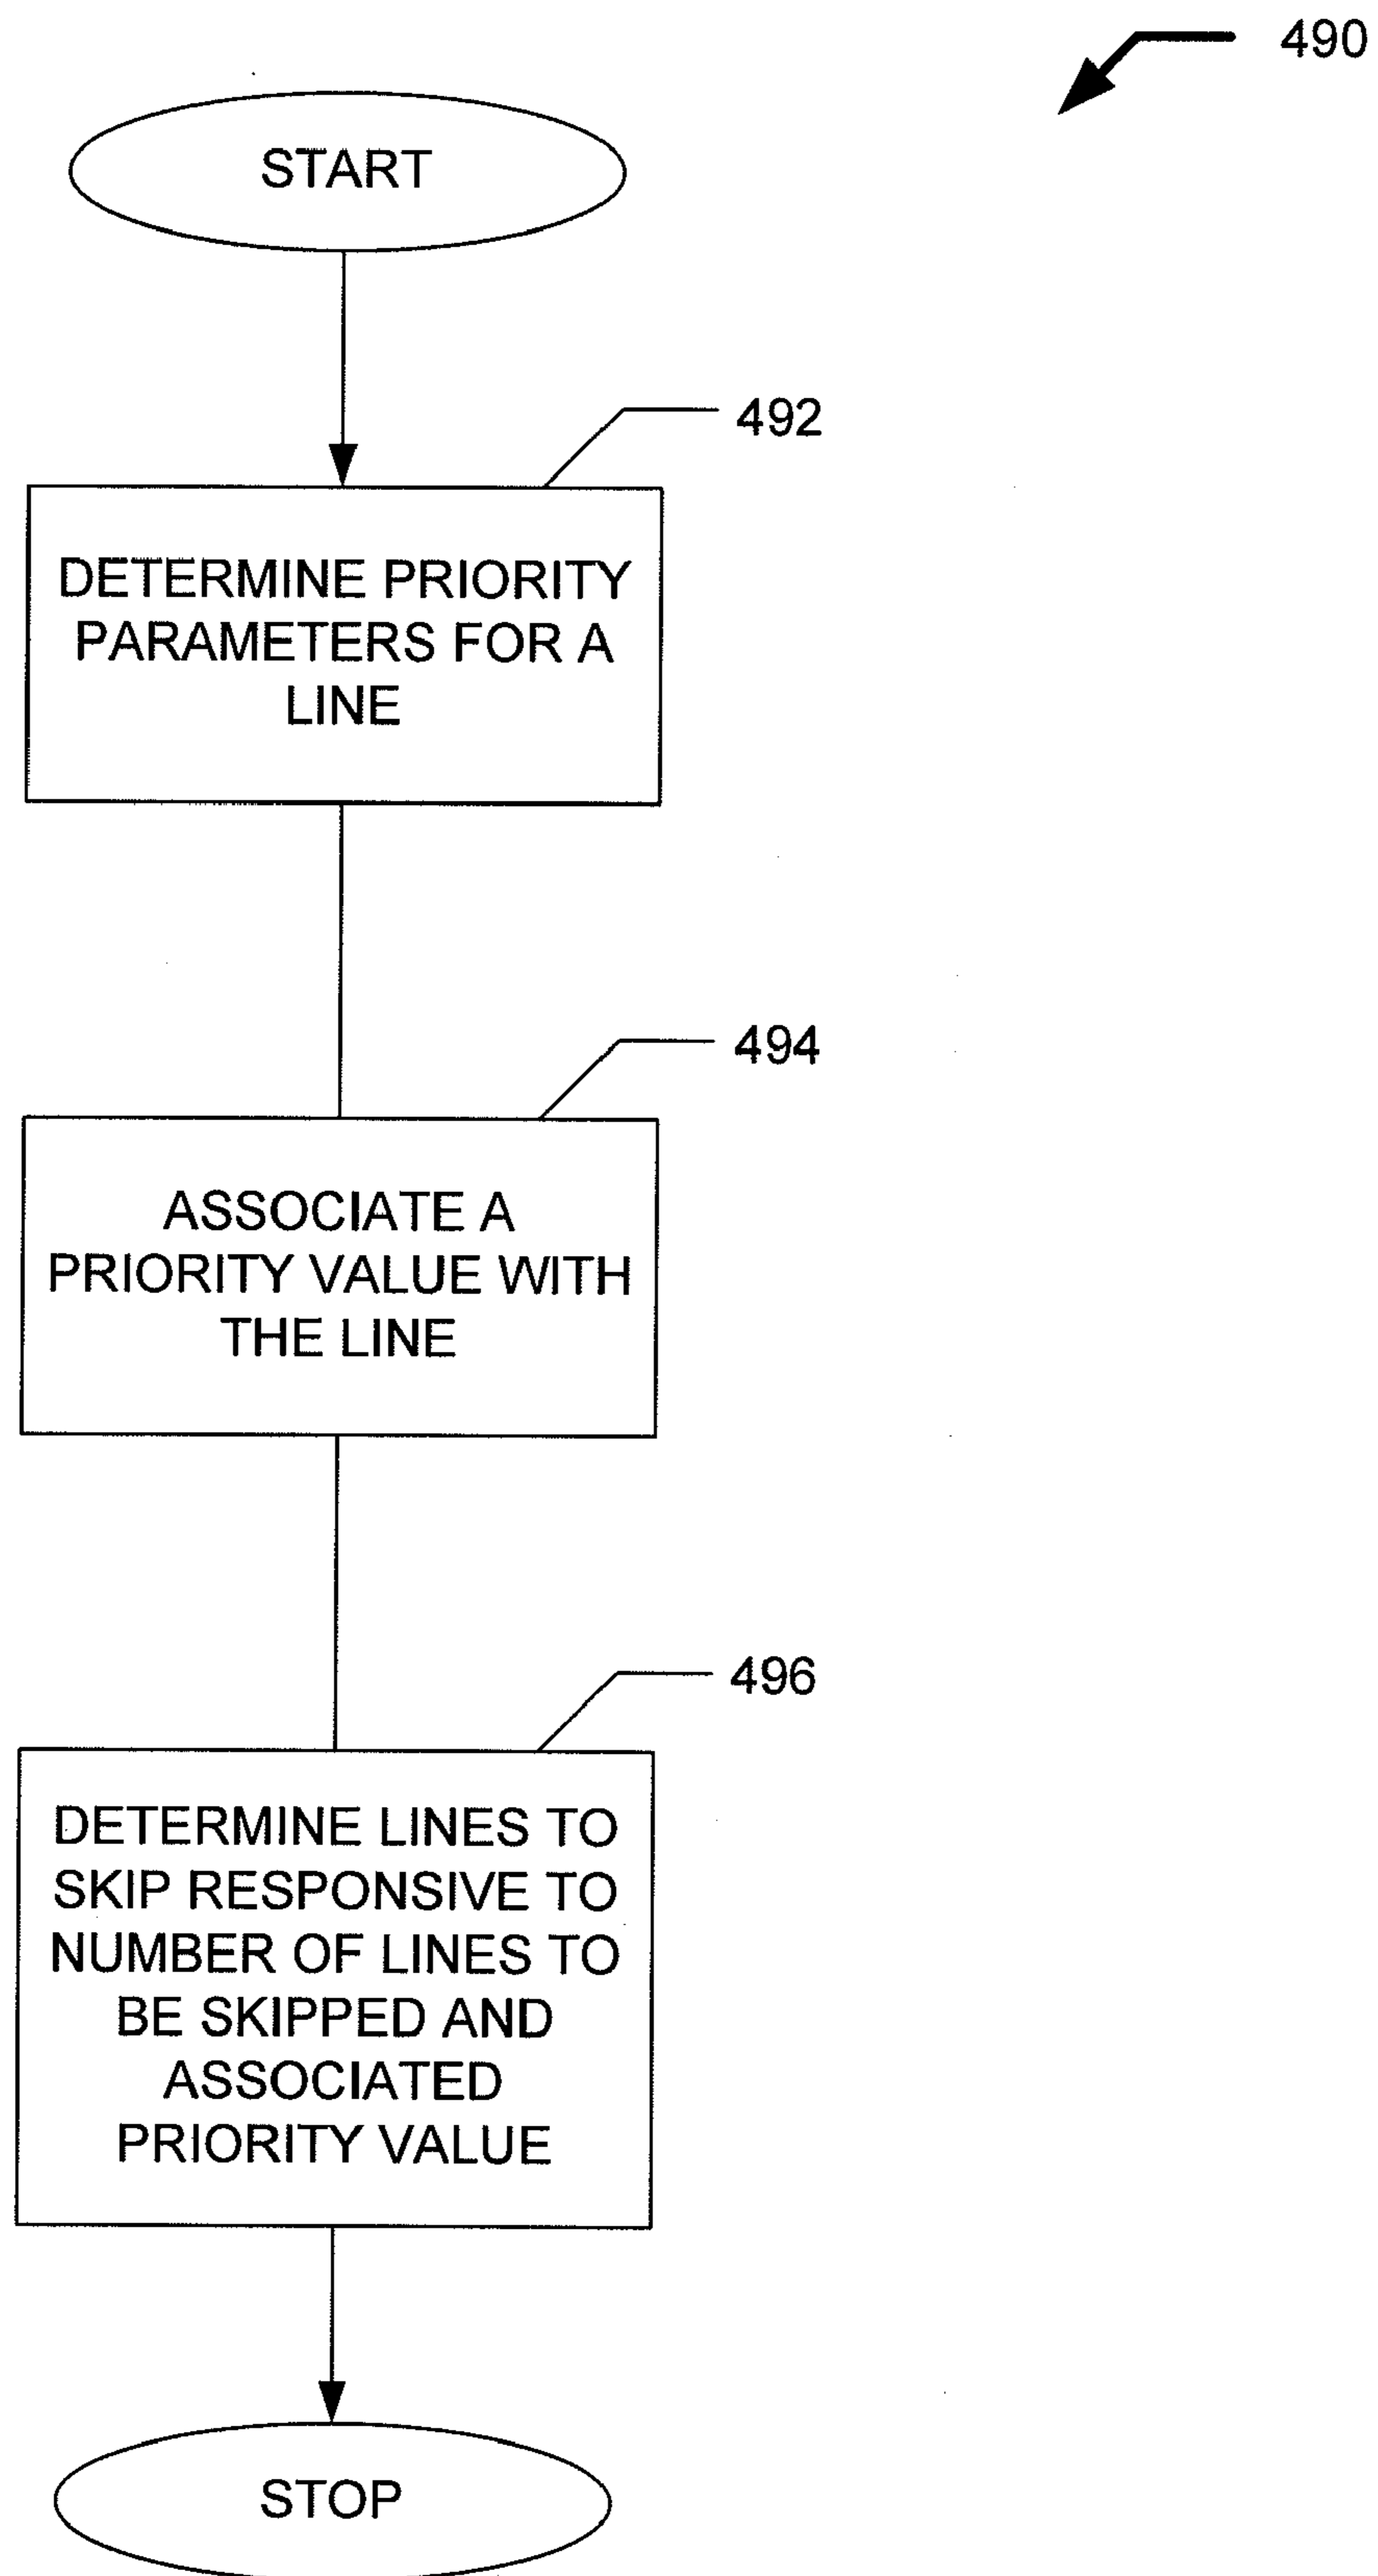 490
START
492
DETERMINE PRIORITY
PARAMETERS FOR A
LINE
494
ASSOCIATE A
PRIORITY VALUE WITH
THE LINE
496
DETERMINE LINES TO
SKIP RESPONSIVE TO
NUMBER OF LINES TO
BE SKIPPED AND
ASSOCIATED
PRIORITY VALUE
STOP